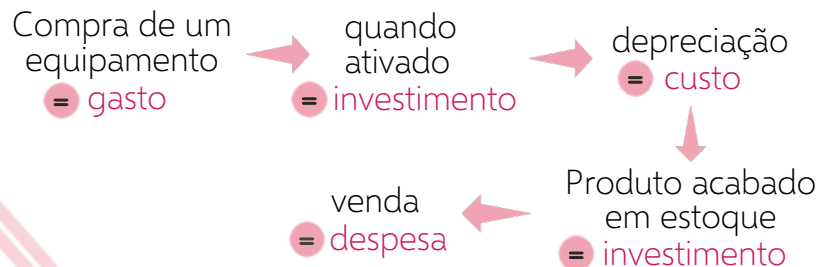 Compra de um
equipamento
= gasto
quando
ativado
= investimento
depreciação
= custo
Produto acabado
em estoque
= investimento
venda
= despesa